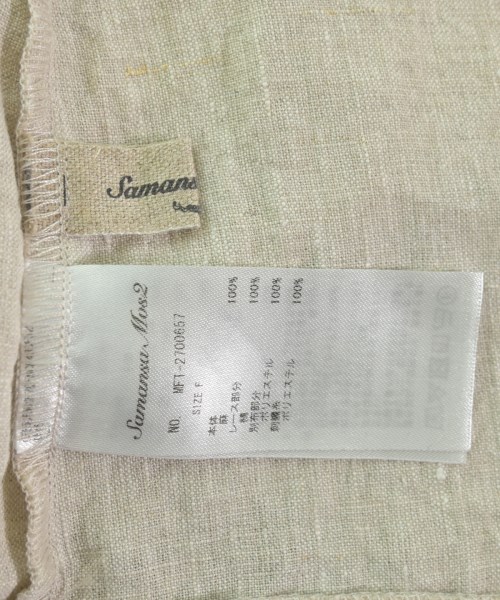 Samansa
Samansa Mos2
NO. MFT-2700657
SIZE F
本体
麻 100%
レース部分
綿 100%
別布部分
ポリエステル 100%
刺繍糸
ポリエステル 100%